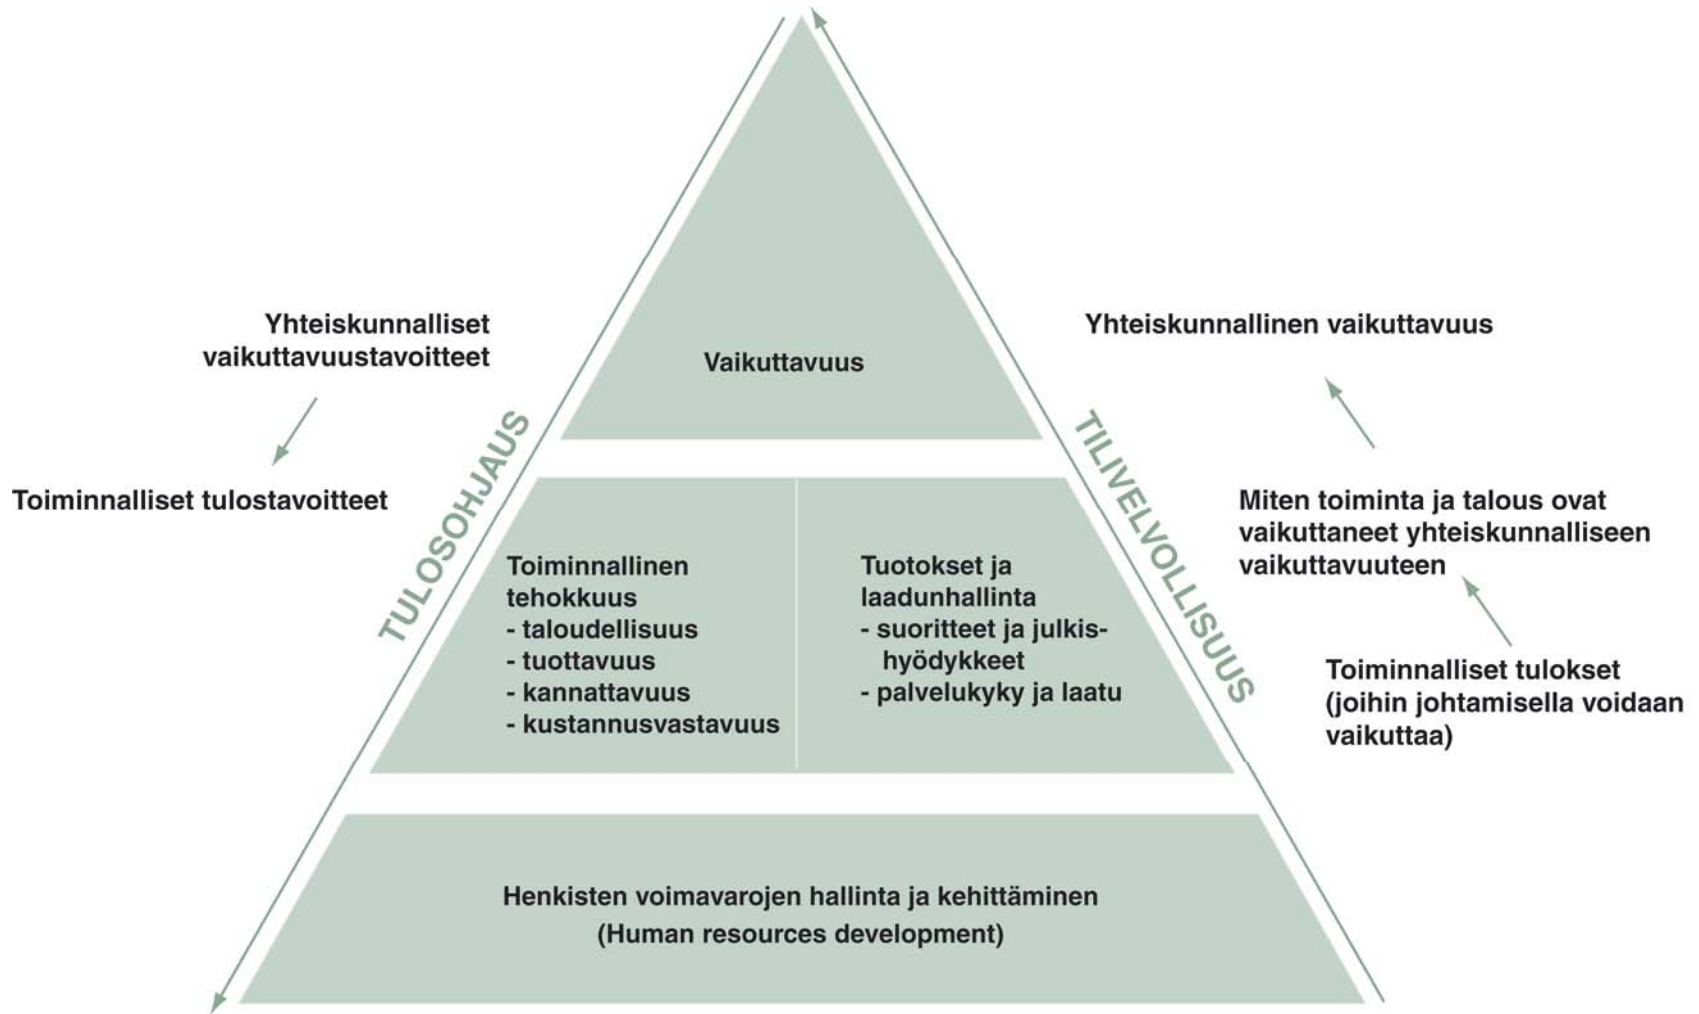 Yhteiskunnalliset
vaikuttavuustavoitteet
Toiminnalliset tulostavoitteet
TULOSOHJAUS
Vaikuttavuus
Toiminnallinen
tehokkuus
- taloudellisuus
- tuottavuus
- kannattavuus
- kustannusvastavuus
Tuotokset ja
laadunhallinta
- suoritteet ja julkis-
hyödykkeet
- palvelukyky ja laatu
Henkisten voimavarojen hallinta ja kehittäminen
(Human resources development)
TILIVELVOLLISUUS
Yhteiskunnallinen vaikuttavuus
Miten toiminta ja talous ovat
vaikuttaneet yhteiskunnalliseen
vaikuttavuuteen
Toiminnalliset tulokset
(joihin johtamisella voidaan
vaikuttaa)